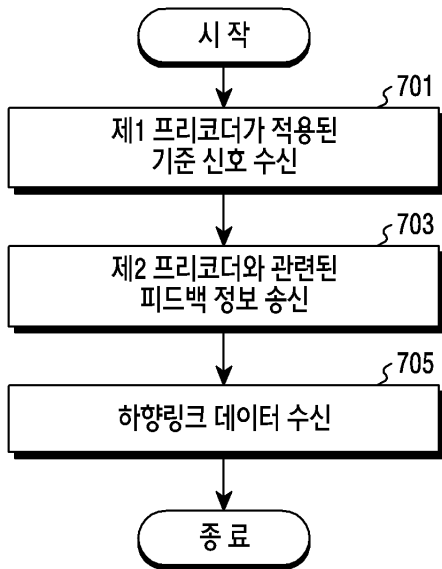 시 작
701
제1 프리코더가 적용된
기준 신호 수신
703
제2 프리코더와 관련된
피드백 정보 송신
705
하향링크 데이터 수신
종 료